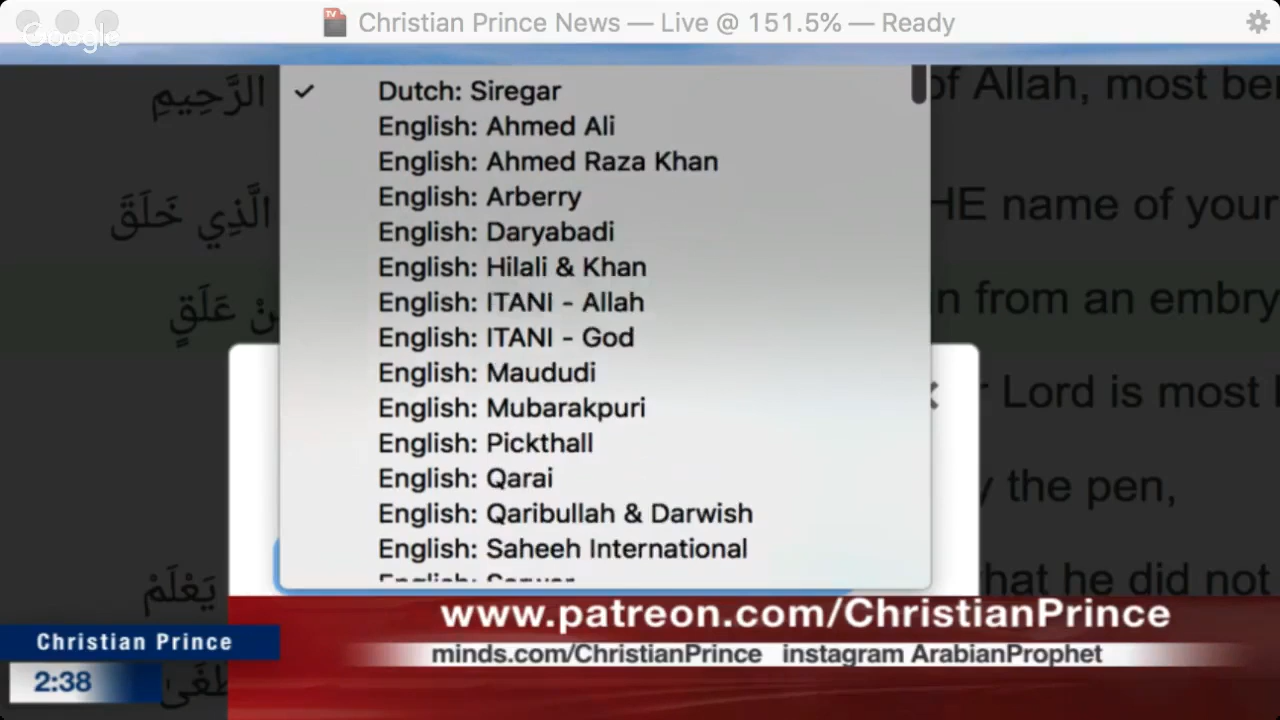 Christian Prince News — Live @ 151.5% — Ready
Google
الرَّحِيمِ
of Allah, most ben
الَّذِي خَلَقَ
HE name of your
نْ عَلَقٍ
n from an embry
Lord is most
the pen,
يَعْلَمْ
hat he did not
✓ Dutch: Siregar
English: Ahmed Ali
English: Ahmed Raza Khan
English: Arberry
English: Daryabadi
English: Hilali & Khan
English: ITANI - Allah
English: ITANI - God
English: Maududi
English: Mubarakpuri
English: Pickthall
English: Qarai
English: Qaribullah & Darwish
English: Saheeh International
English: Sarwar
www.patreon.com/ChristianPrince
minds.com/ChristianPrince instagram ArabianProphet
Christian Prince
2:38